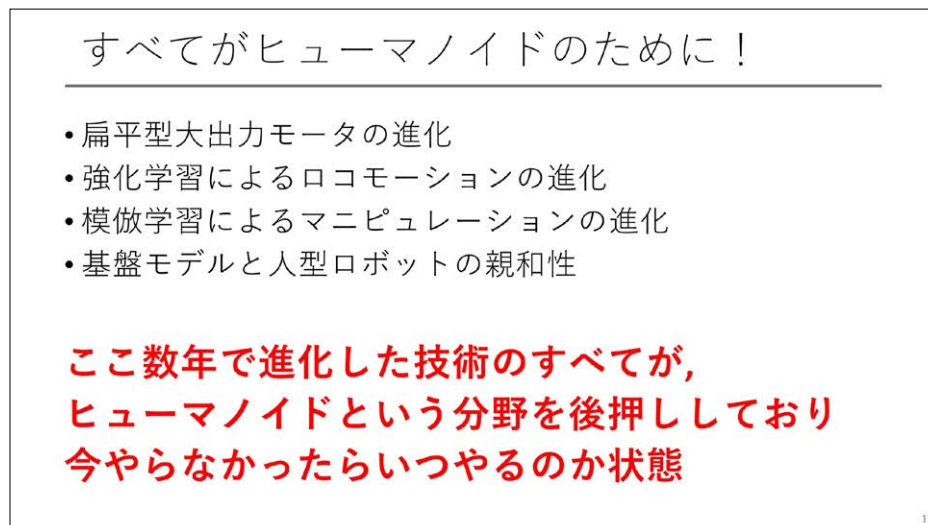 すべてがヒューマノイドのために！
• 扁平型大出力モータの進化
• 強化学習によるロコモーションの進化
• 模倣学習によるマニピュレーションの進化
• 基盤モデルと人型ロボットの親和性
ここ数年で進化した技術のすべてが,
ヒューマノイドという分野を後押ししており
今やらなかったらいつやるのか状態